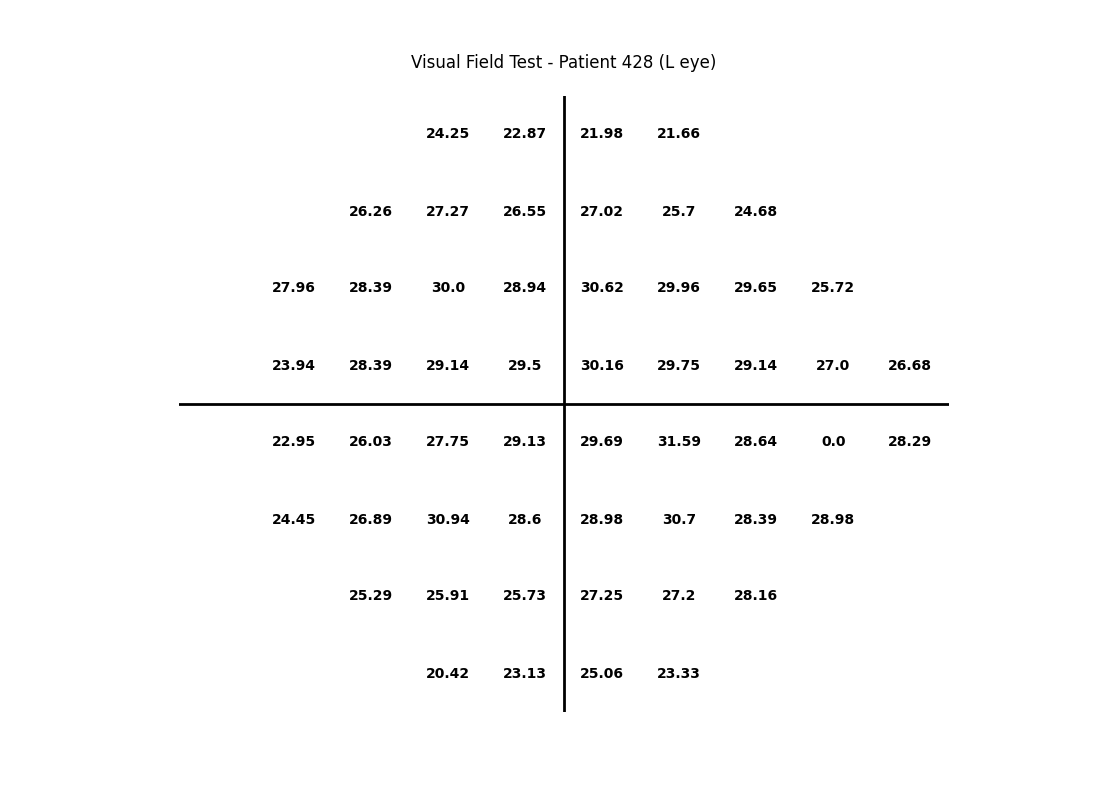 Visual Field Test - Patient 428 (L eye)
24.25 22.87 21.98 21.66
26.26 27.27 26.55 27.02 25.7 24.68
27.96 28.39 30.0 28.94 30.62 29.96 29.65 25.72
23.94 28.39 29.14 29.5 30.16 29.75 29.14 27.0 26.68
22.95 26.03 27.75 29.13 29.69 31.59 28.64 0.0 28.29
24.45 26.89 30.94 28.6 28.98 30.7 28.39 28.98
25.29 25.91 25.73 27.25 27.2 28.16
20.42 23.13 25.06 23.33